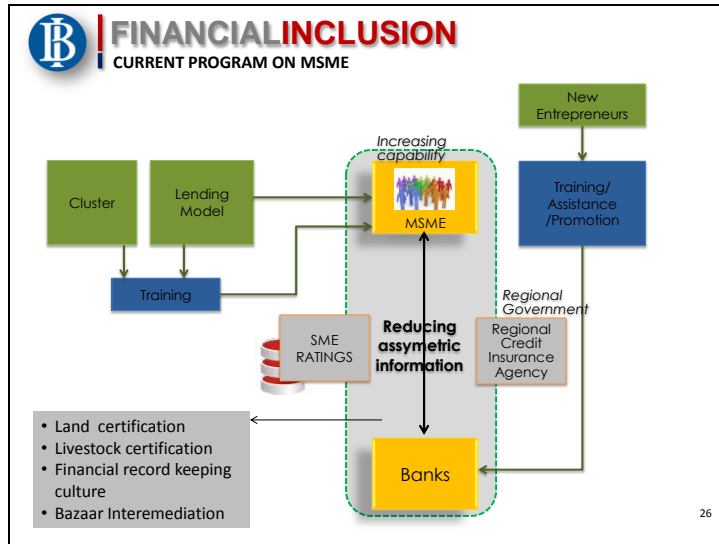 FINANCIALINCLUSION
CURRENT PROGRAM ON MSME
New
Entrepreneurs
Increasing
capability
Cluster
Lending
Model
MSME
Training/
Assistance
/Promotion
Training
Regional
Government
SME
RATINGS
Reducing
assymetric
information
Regional
Credit
Insurance
Agency
• Land certification
• Livestock certification
• Financial record keeping
culture
• Bazaar Interemediation
Banks
26